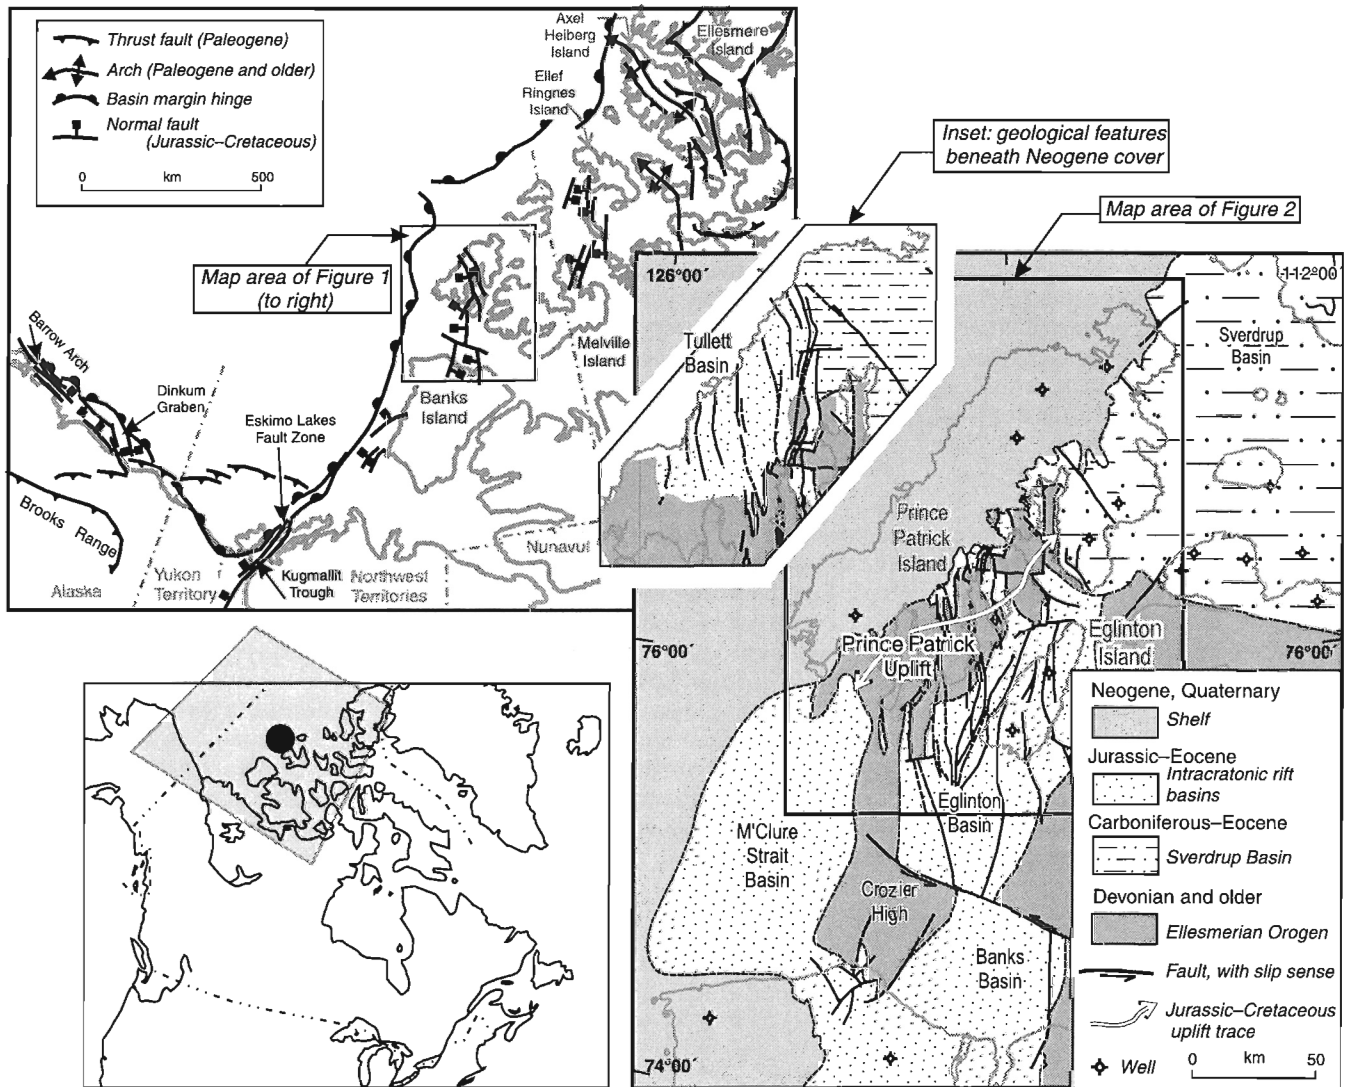 Thrust fault (Paleogene)
Arch (Paleogene and older)
Basin margin hinge
Normal fault
(Jurassic–Cretaceous)
0 km 500
Axel
Heiberg
Island
Ellesmere
Island
Ellef
Ringnes
Island
Map area of Figure 1
(to right)
Melville
Island
Banks
Island
Barrow Arch
Dinkum
Graben
Eskimo Lakes
Fault Zone
Brooks
Range
Alaska
Yukon
Territory
Kugmallit
Trough
Northwest
Territories
Nunavut
Inset: geological features
beneath Neogene cover
Map area of Figure 2
126°00´
112°00´
Tullett
Basin
Sverdrup
Basin
Prince
Patrick
Island
Prince Patrick
Uplift
Eglinton
Island
76°00´
76°00´
Eglinton
Basin
M'Clure
Strait
Basin
Crozier
High
Banks
Basin
74°00´
Neogene, Quaternary
Shelf
Jurassic–Eocene
Intracratonic rift
basins
Carboniferous–Eocene
Sverdrup Basin
Devonian and older
Ellesmerian Orogen
Fault, with slip sense
Jurassic–Cretaceous
uplift trace
Well
0 km 50